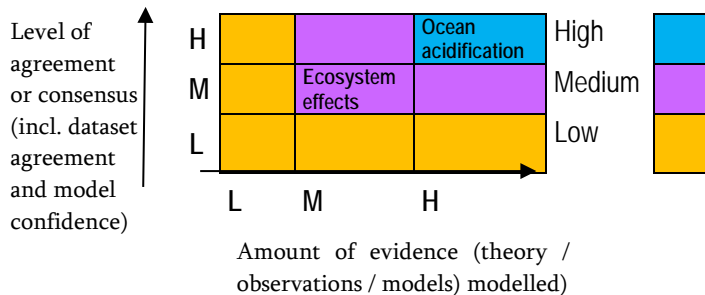 Level of
agreement
or consensus
(incl. dataset
agreement
and model
confidence)
H
M
L
Ocean
acidification
Ecosystem
effects
High
Medium
Low
L M H
Amount of evidence (theory /
observations / models) modelled)